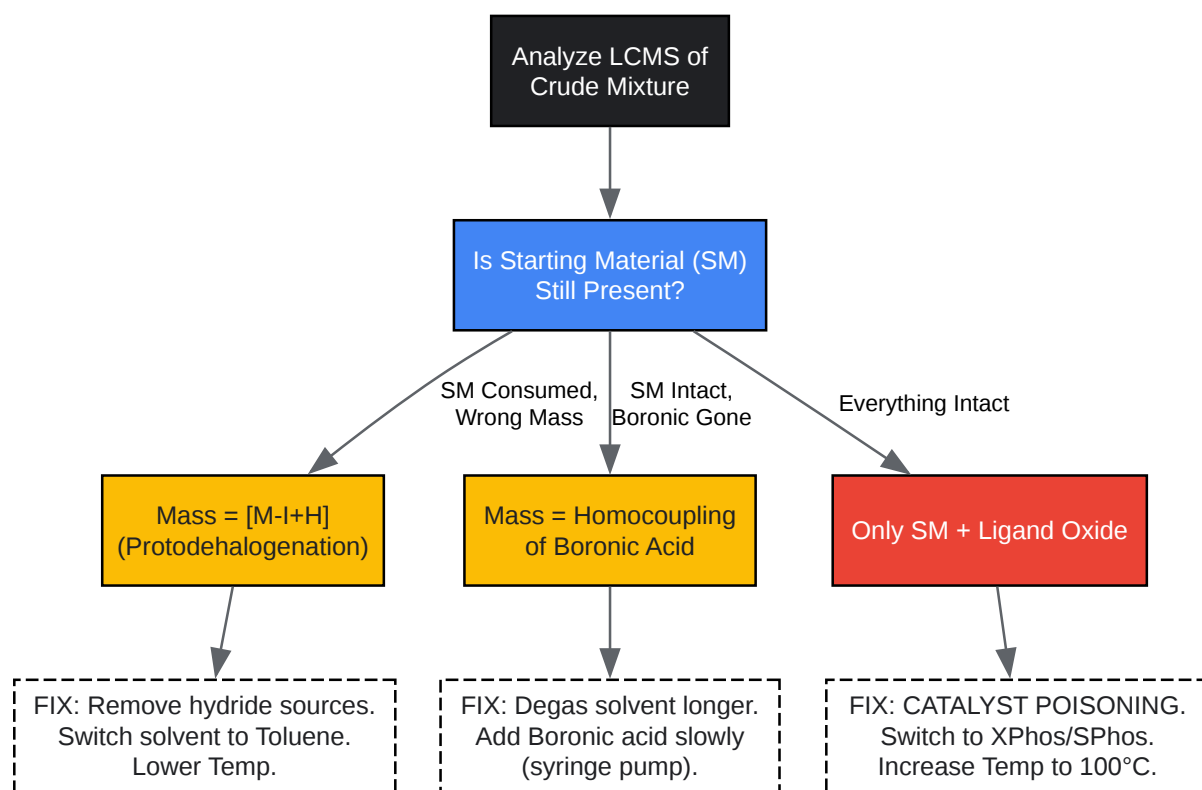 Analyze LCMS of
Crude Mixture
Is Starting Material (SM)
Still Present?
SM Consumed,
Wrong Mass
SM Intact,
Boronic Gone
Everything Intact
Mass = [M-I+H]
(Protodehalogenation)
Mass = Homocoupling
of Boronic Acid
Only SM + Ligand Oxide
FIX: Remove hydride sources.
Switch solvent to Toluene.
Lower Temp.
FIX: Degas solvent longer.
Add Boronic acid slowly
(syringe pump).
FIX: CATALYST POISONING.
Switch to XPhos/SPhos.
Increase Temp to 100°C.